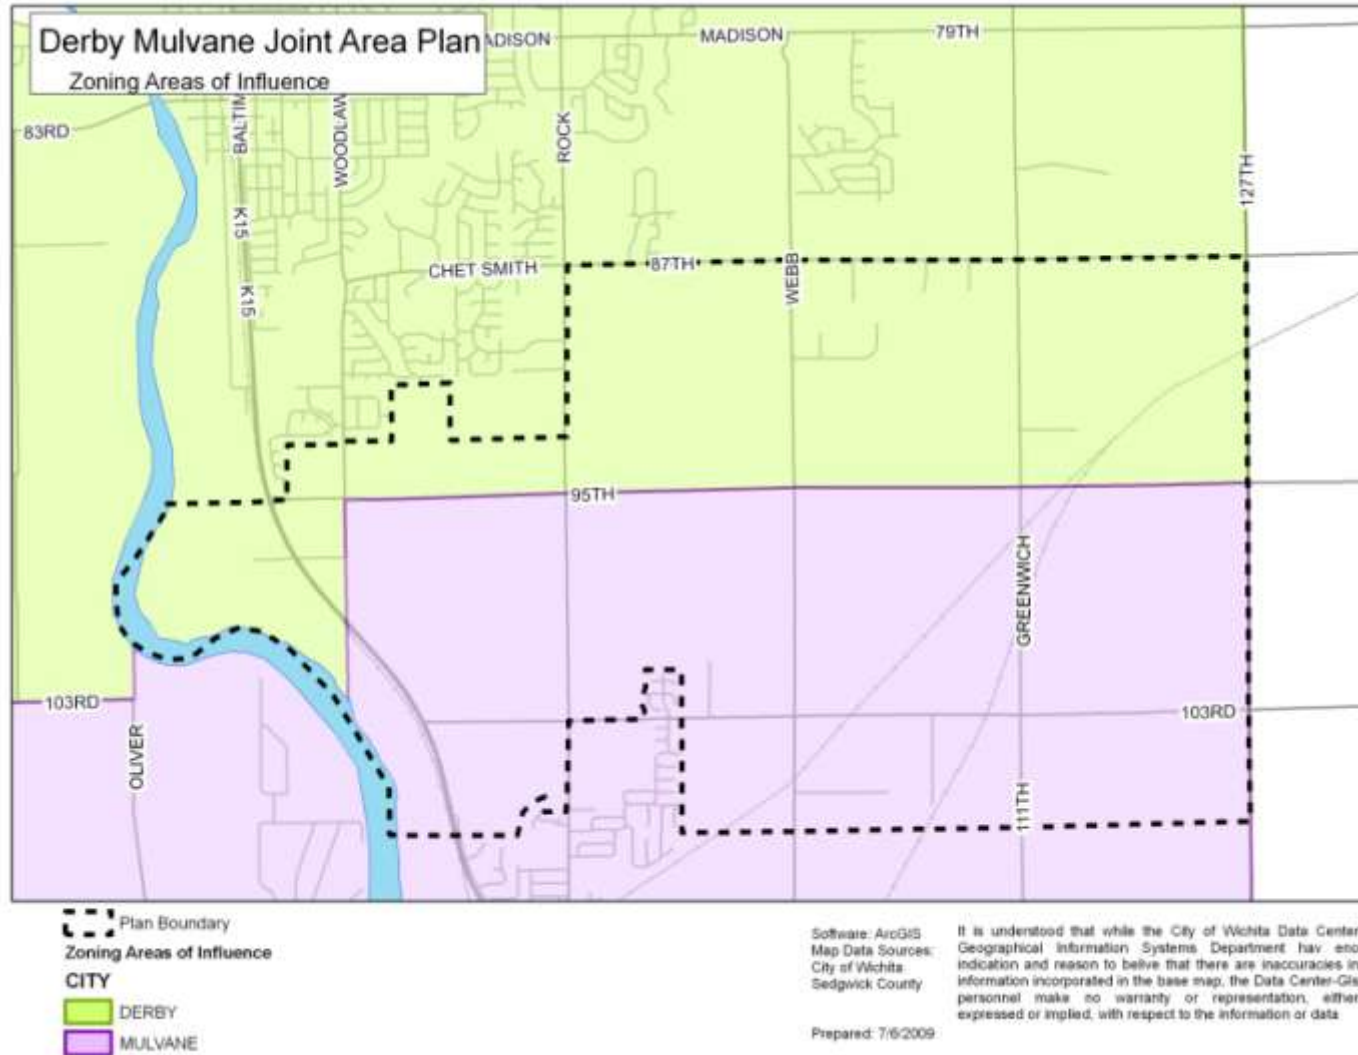 Derby Mulvane Joint Area Plan
Zoning Areas of Influence
ADISON
MADISON
79TH
83RD
BALTIM
WOODLAW
ROCK
127TH
K15
CHET SMITH
87TH
WEBB
K15
95TH
GREENWICH
103RD
103RD
OLIVER
111TH
Plan Boundary
Zoning Areas of Influence
CITY
DERBY
MULVANE
Software: ArcGIS
Map Data Sources:
City of Wichita
Sedgwick County
Prepared: 7/6/2009
It is understood that while the City of Wichita Data Center
Geographical Information Systems Department hav eno
indication and reason to belive that there are inaccuracies in
information incorporated in the base map, the Data Center-GIs
personnel make no warranty or representation, either
expressed or implied, with respect to the information or data